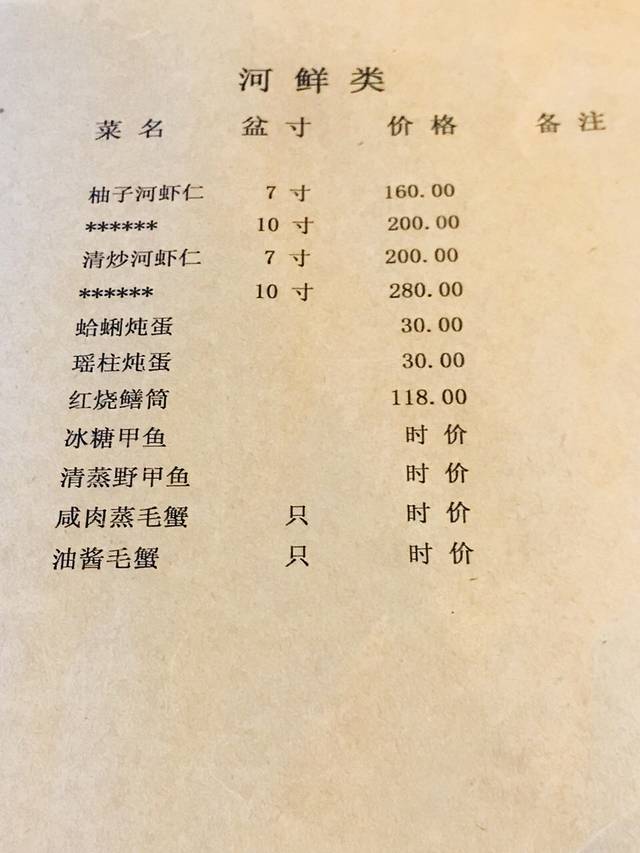 河鲜类
菜名 盆寸 价格 备注
柚子河虾仁 7寸 160.00
****** 10寸 200.00
清炒河虾仁 7寸 200.00
****** 10寸 280.00
蛤蜊炖蛋 30.00
瑶柱炖蛋 30.00
红烧鳝筒 118.00
冰糖甲鱼 时价
清蒸野甲鱼 时价
咸肉蒸毛蟹 只 时价
油酱毛蟹 只 时价